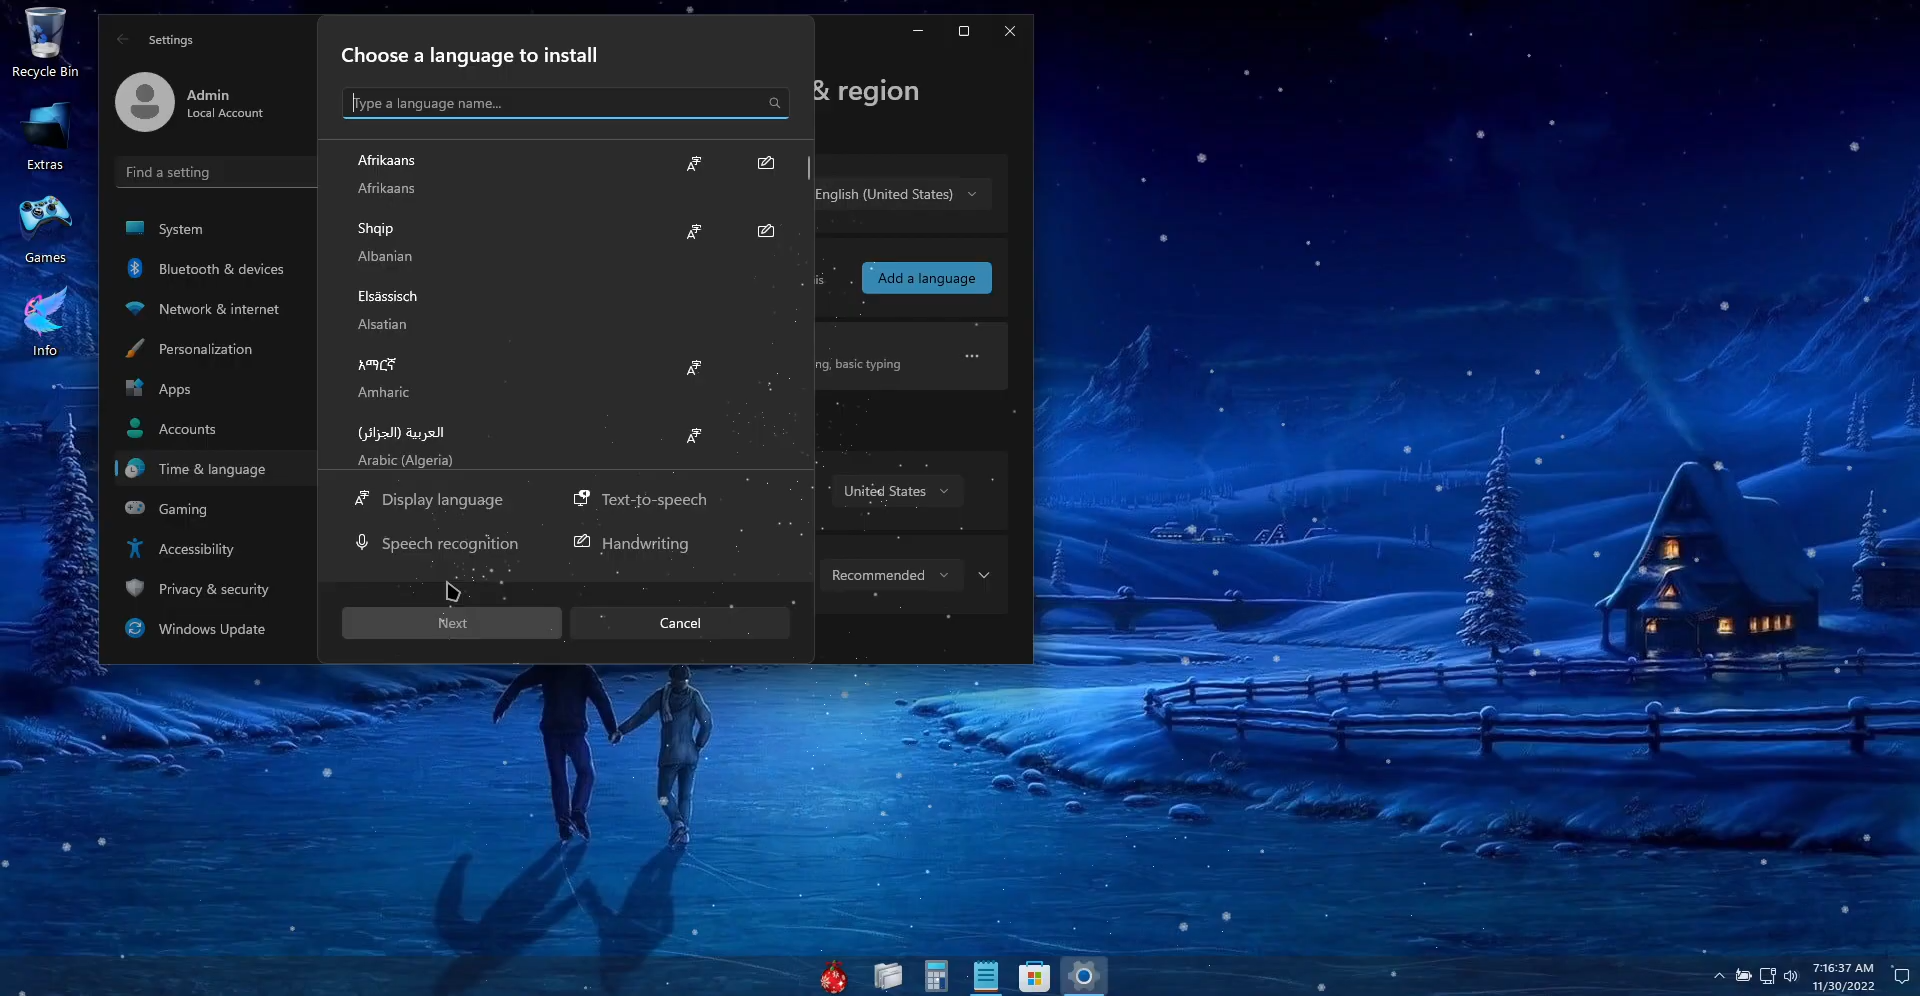 Recycle Bin
Extras
Games
Info
Settings
Admin
Local Account
Find a setting
System
Bluetooth & devices
Network & internet
Personalization
Apps
Accounts
Time & language
Gaming
Accessibility
Privacy & security
Windows Update
Choose a language to install
Type a language name...
Afrikaans
Afrikaans
Shqip
Albanian
Elsässisch
Alsatian
አማርኛ
Amharic
العربية (الجزائر)
Arabic (Algeria)
Display language
Text-to-speech
Speech recognition
Handwriting
Next
Cancel
& region
English (United States)
is
Add a language
ng, basic typing
United States
Recommended
7:16:37 AM
11/30/2022